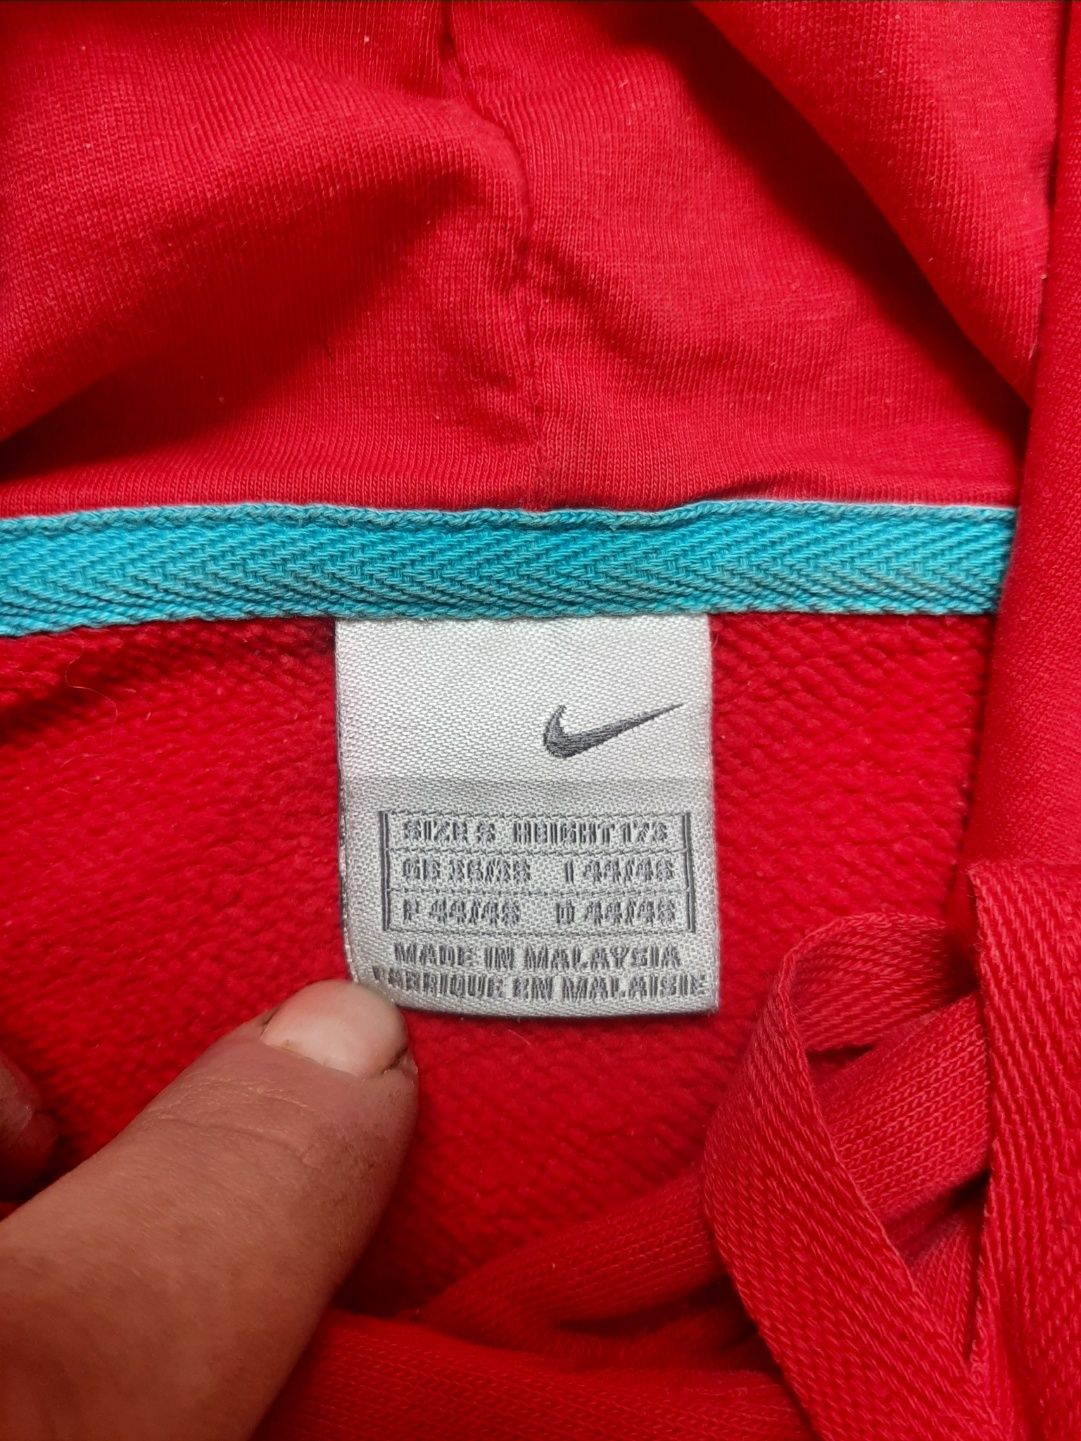 SIZE S HEIGHT 173
GB 36/38 I 44/46
F 44/46 D 44/46
MADE IN MALAYSIA
FABRIQUE EN MALAISIE